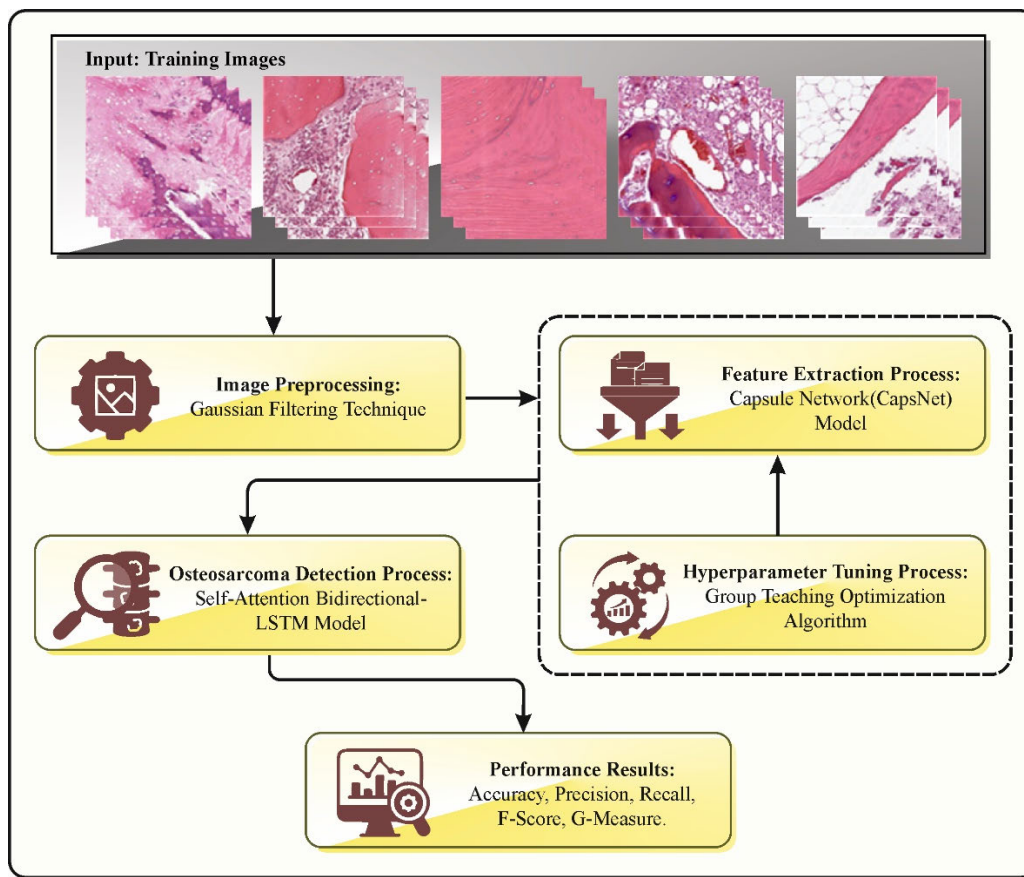 Input: Training Images
Image Preprocessing:
Gaussian Filtering Technique
Feature Extraction Process:
Capsule Network(CapsNet)
Model
Osteosarcoma Detection Process:
Self-Attention Bidirectional-
LSTM Model
Hyperparameter Tuning Process:
Group Teaching Optimization
Algorithm
Performance Results:
Accuracy, Precision, Recall,
F-Score, G-Measure.